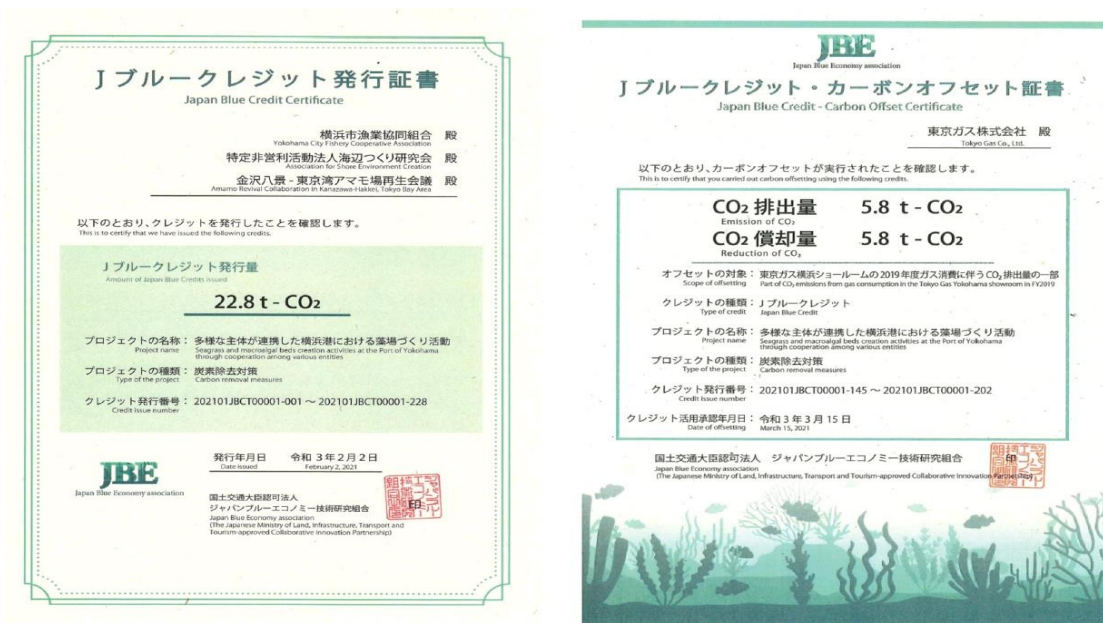 Jブルークレジット発行証書
Japan Blue Credit Certificate
横浜市漁業協同組合 殿
Yokohama City Fishery Cooperative Association
特定非営利活動法人海辺つくり研究会 殿
Association for Shore Environment Creation
金沢八景-東京湾アマモ場再生会議 殿
Amamo Revival Collaboration in Kanazawa-Hakkei, Tokyo Bay Area
以下のとおり、クレジットを発行したことを確認します。
This is to certify that we have issued the following credits.
Jブルークレジット発行量
Amount of Japan Blue Credits issued
22.8 t - CO₂
プロジェクトの名称: 多様な主体が連携した横浜港における藻場づくり活動
Project name Seagrass and macroalgal beds creation activities at the Port of Yokohama
through cooperation among various entities
プロジェクトの種類: 炭素除去対策
Type of the project Carbon removal measures
クレジット発行番号: 202101JBCT00001-001 ~ 202101JBCT00001-228
Credit issue number
発行年月日 令和3年2月2日
Date issued February 2, 2021
JBE
Japan Blue Economy association
国土交通大臣認可法人
ジャパンブルーエコノミー技術研究組合
印
Japan Blue Economy association
(The Japanese Ministry of Land, Infrastructure, Transport and
Tourism-approved Collaborative Innovation Partnership)
JBE
Japan Blue Economy association
Jブルークレジット・カーボンオフセット証書
Japan Blue Credit - Carbon Offset Certificate
東京ガス株式会社 殿
Tokyo Gas Co., Ltd.
以下のとおり、カーボンオフセットが実行されたことを確認します。
This is to certify that you carried out carbon offsetting using the following credits.
CO₂ 排出量 5.8 t - CO₂
Emission of CO₂
CO₂ 償却量 5.8 t - CO₂
Reduction of CO₂
オフセットの対象: 東京ガス横浜ショールームの2019年度ガス消費に伴うCO₂排出量の一部
Scope of offsetting Part of CO₂ emissions from gas consumption in the Tokyo Gas Yokohama showroom in FY2019
クレジットの種類: Jブルークレジット
Type of credit Japan Blue Credit
プロジェクトの名称: 多様な主体が連携した横浜港における藻場づくり活動
Project name Seagrass and macroalgal beds creation activities at the Port of Yokohama
through cooperation among various entities
プロジェクトの種類: 炭素除去対策
Type of the project Carbon removal measures
クレジット発行番号: 202101JBCT00001-145 ~ 202101JBCT00001-202
Credit issue number
クレジット活用承認年月日: 令和3年3月15日
Date of offsetting March 15, 2021
国土交通大臣認可法人 ジャパンブルーエコノミー技術研究組合
印
Japan Blue Economy association
(The Japanese Ministry of Land, Infrastructure, Transport and Tourism-approved Collaborative Innovation Partnership)